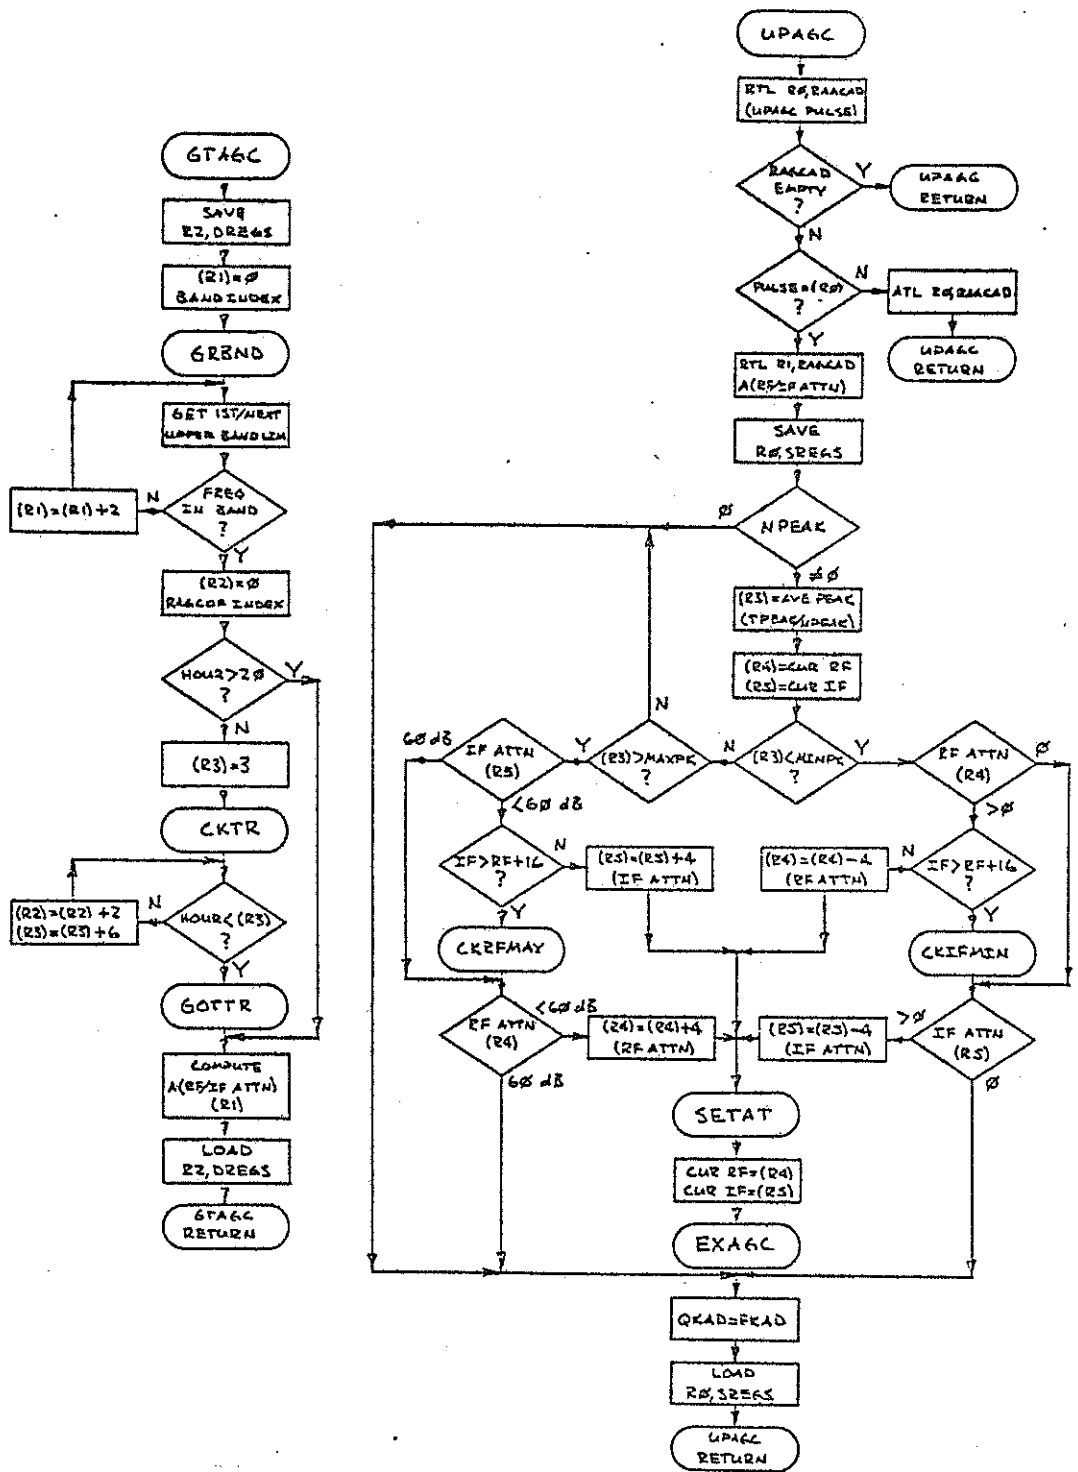 GTAGC
SAVE
R2, DREGS
(R1)=Ø
BAND INDEX
GRBND
GET 1ST/NEXT
UPPER BANDLIM
FREQ
IN BAND
?
N
(R1)=(R1)+2
Y
(R2)=Ø
RAGCOR INDEX
HOUR>2Ø
?
Y
N
(R3)=3
CKTR
HOUR<(R3)
?
N
(R2)=(R2)+2
(R3)=(R3)+6
Y
GOTTR
COMPUTE
A(RF/IF ATTN)
(R1)
LOAD
R2, DREGS
GTAGC
RETURN
UPAGC
RTL RØ,RAGCAD
(UPAGC PULSE)
RAGCAD
EMPTY
?
Y
UPAGC
RETURN
N
PULSE=(RØ)
?
N
ATL RØ,RAGCAD
UPAGC
RETURN
Y
RTL R1,RAGCAD
A(RF/IF ATTN)
SAVE
RØ,SREGS
NPEAK
Ø
≠Ø
(R3)=AVE PEAK
(TPEAK/NPEAK)
(R4)=CUR RF
(R5)=CUR IF
(R3)<MINPK
?
N
Y
(R3)>MAXPK
?
N
Y
IF ATTN
(R5)
6Ø dB
<6Ø dB
IF>RF+16
?
N
(R5)=(R5)+4
(IF ATTN)
Y
CKRFMAX
RF ATTN
(R4)
<6Ø dB
(R4)=(R4)+4
(RF ATTN)
6Ø dB
RF ATTN
(R4)
Ø
>Ø
IF>RF+16
?
N
(R4)=(R4)-4
(RF ATTN)
Y
CKIFMIN
IF ATTN
(R5)
>Ø
(R5)=(R5)-4
(IF ATTN)
Ø
SETAT
CUR RF=(R4)
CUR IF=(R5)
EXAGC
QKAD=FKAD
LOAD
RØ,SREGS
UPAGC
RETURN